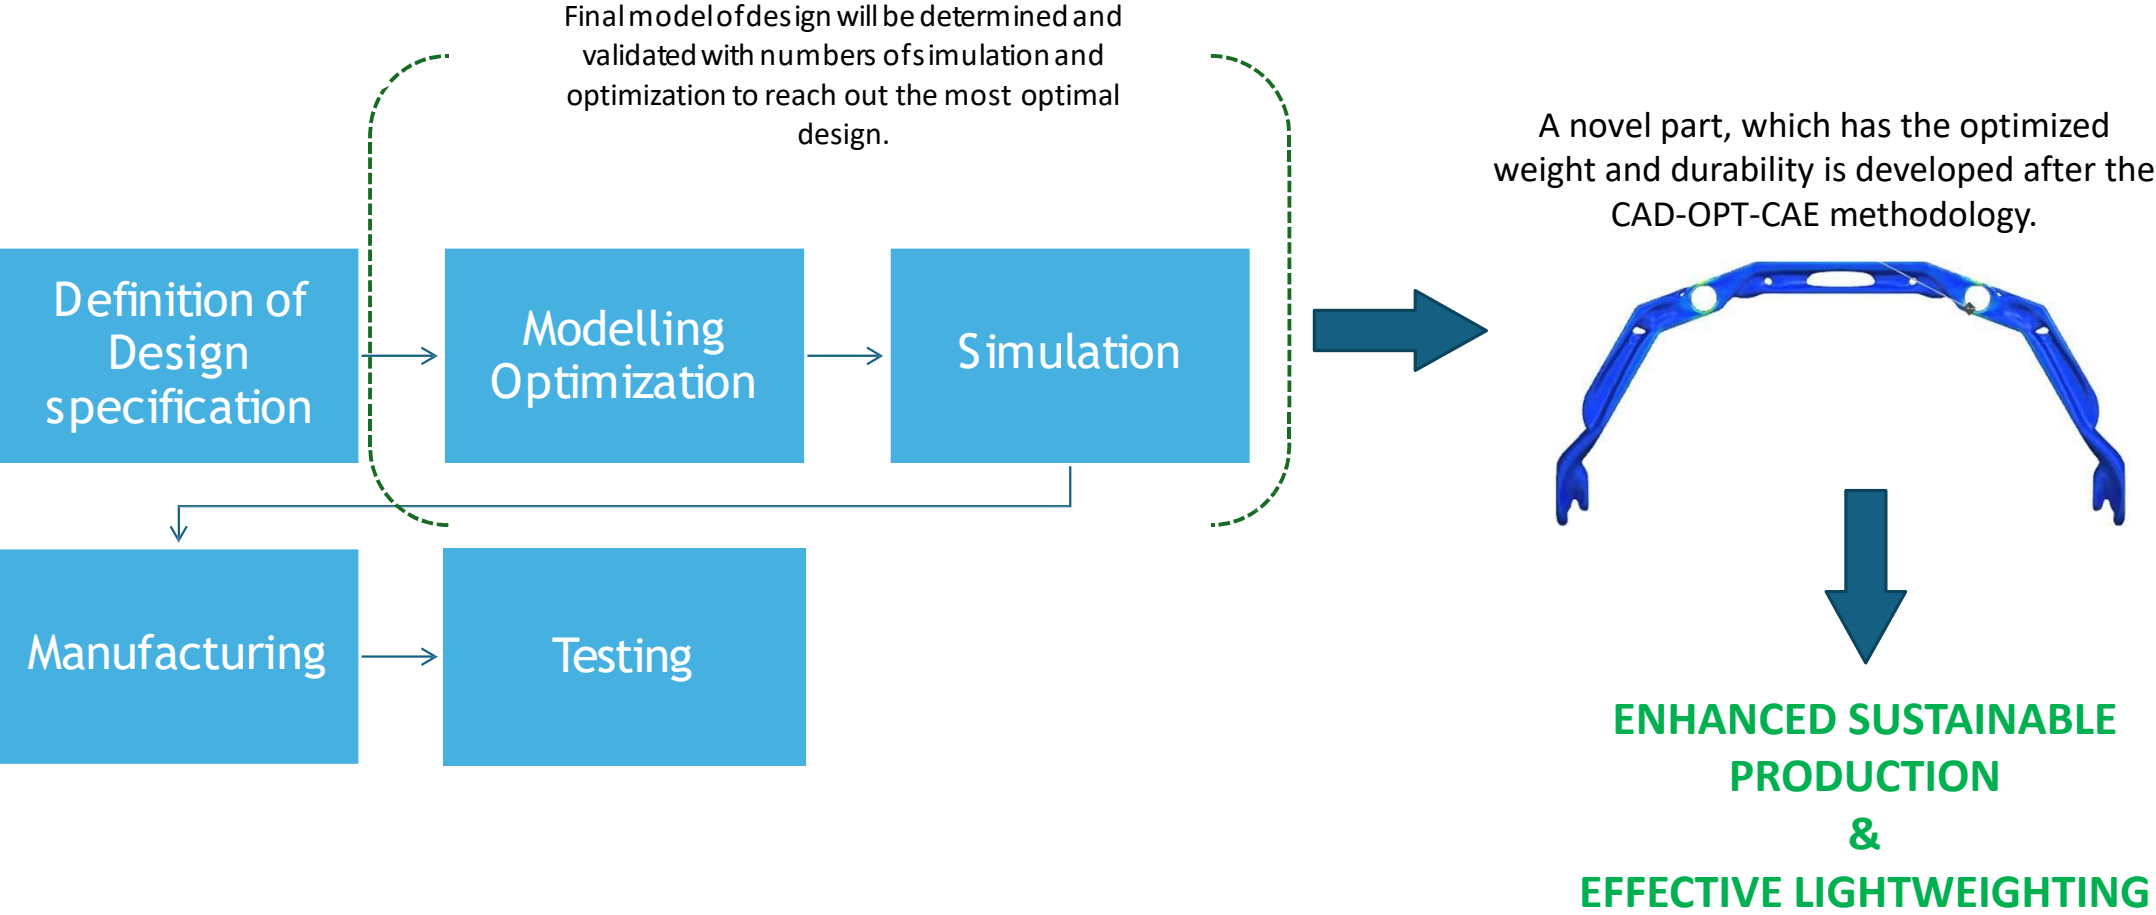 Final model of design will be determined and
validated with numbers of simulation and
optimization to reach out the most optimal
design.
A novel part, which has the optimized
weight and durability is developed after the
CAD-OPT-CAE methodology.
Definition of
Design
specification
Modelling
Optimization
Simulation
Manufacturing
Testing
ENHANCED SUSTAINABLE
PRODUCTION
&
EFFECTIVE LIGHTWEIGHTING